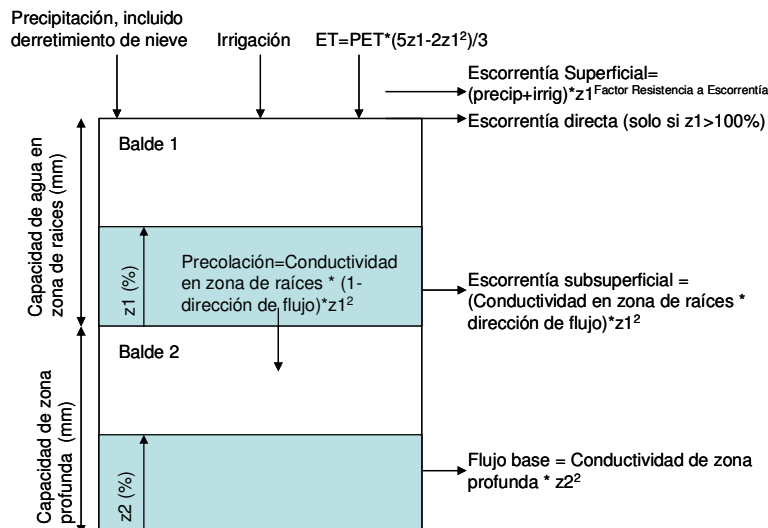 Precipitación, incluido
derretimiento de nieve
Irrigación
ET=PET*(5z1-2z1²)/3
Escorrentía Superficial=
(precip+irrig)*z1^Factor Resistencia a Escorrentía
Escorrentía directa (solo si z1>100%)
Capacidad de agua en
zona de raices (mm)
Balde 1
z1 (%)
Precolación=Conductividad
en zona de raíces * (1-
dirección de flujo)*z1²
Escorrentía subsuperficial =
(Conductividad en zona de raíces *
dirección de flujo)*z1²
Capacidad de zona
profunda (mm)
Balde 2
z2 (%)
Flujo base = Conductividad de zona
profunda * z2²